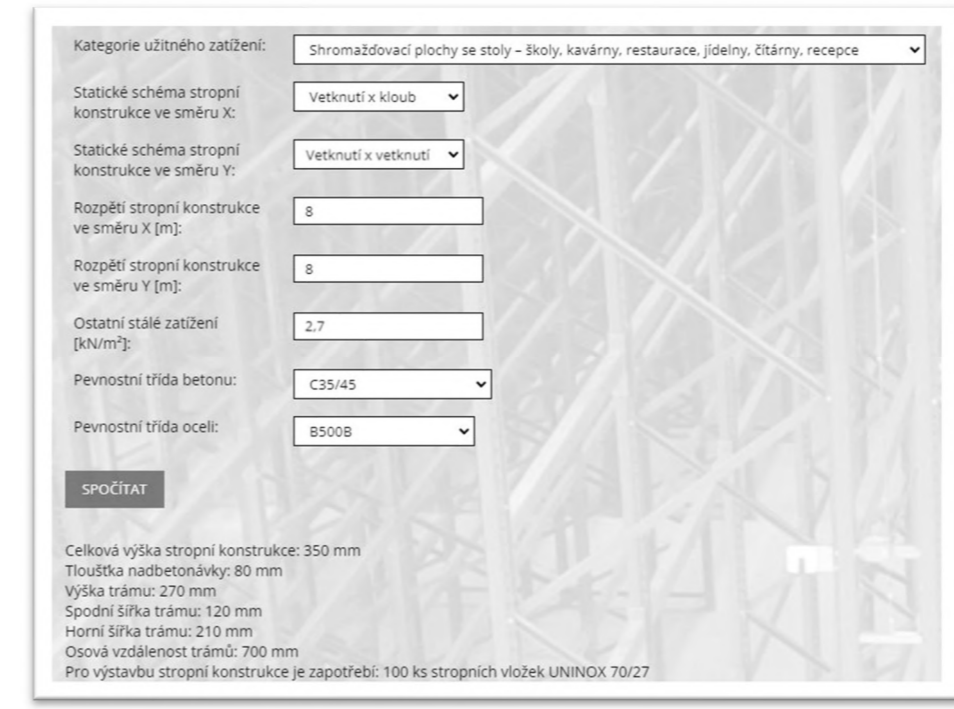 Kategorie užitného zatížení:
Shromažďovací plochy se stoly – školy, kavárny, restaurace, jídelny, čítárny, recepce
Statické schéma stropní
konstrukce ve směru X:
Vetknutí x kloub
Statické schéma stropní
konstrukce ve směru Y:
Vetknutí x vetknutí
Rozpětí stropní konstrukce
ve směru X [m]:
8
Rozpětí stropní konstrukce
ve směru Y [m]:
8
Ostatní stálé zatížení
[kN/m²]:
2,7
Pevnostní třída betonu:
C35/45
Pevnostní třída oceli:
B500B
SPOČÍTAT
Celková výška stropní konstrukce: 350 mm
Tloušťka nadbetonávky: 80 mm
Výška trámu: 270 mm
Spodní šířka trámu: 120 mm
Horní šířka trámu: 210 mm
Osová vzdálenost trámů: 700 mm
Pro výstavbu stropní konstrukce je zapotřebí: 100 ks stropních vložek UNINOX 70/27